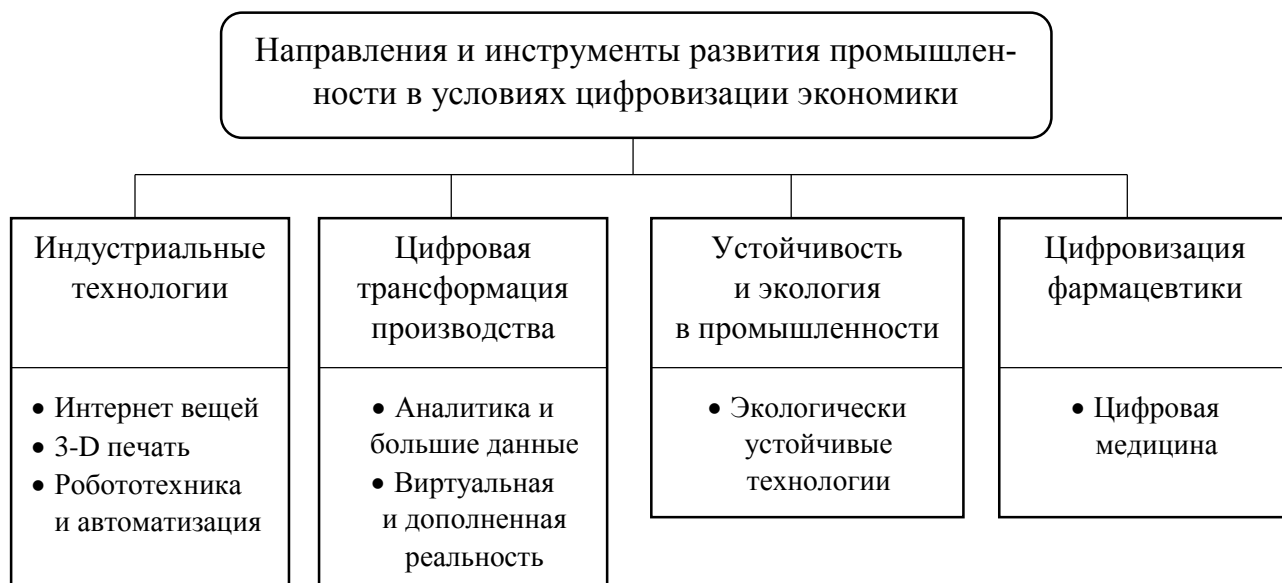 Направления и инструменты развития промышлен-
ности в условиях цифровизации экономики
Индустриальные
технологии
• Интернет вещей
• 3-D печать
• Робототехника
и автоматизация
Цифровая
трансформация
производства
• Аналитика и
большие данные
• Виртуальная
и дополненная
реальность
Устойчивость
и экология
в промышленности
• Экологически
устойчивые
технологии
Цифровизация
фармацевтики
• Цифровая
медицина